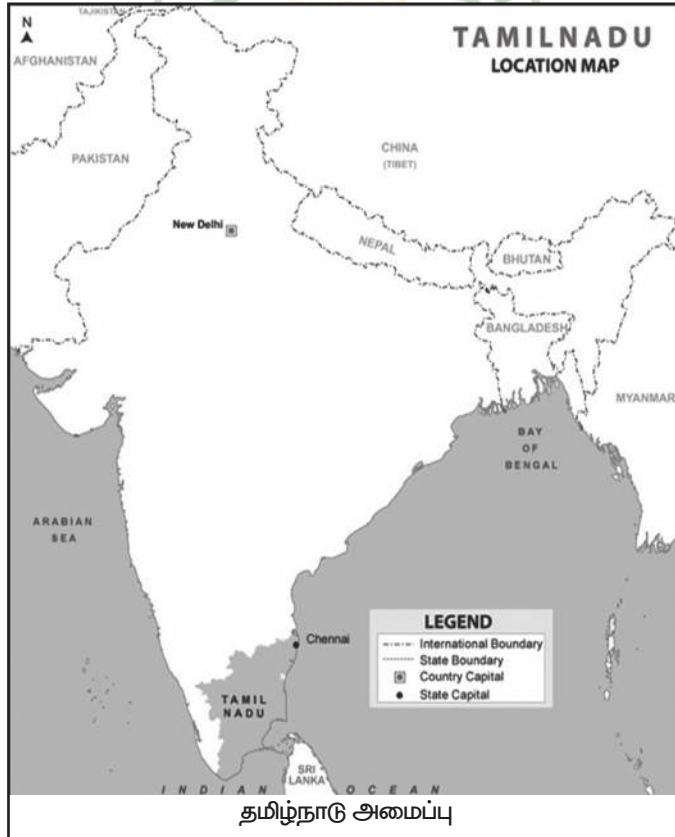 TAJIKISTAN
N
TAMILNADU
LOCATION MAP
AFGHANISTAN
CHINA
(TIBET)
PAKISTAN
New Delhi
NEPAL
BHUTAN
BANGLADESH
MYANMAR
BAY
OF
BENGAL
ARABIAN
SEA
LEGEND
International Boundary
State Boundary
Country Capital
State Capital
Chennai
TAMIL
NADU
SRI
LANKA
INDIAN OCEAN
தமிழ்நாடு அமைப்பு